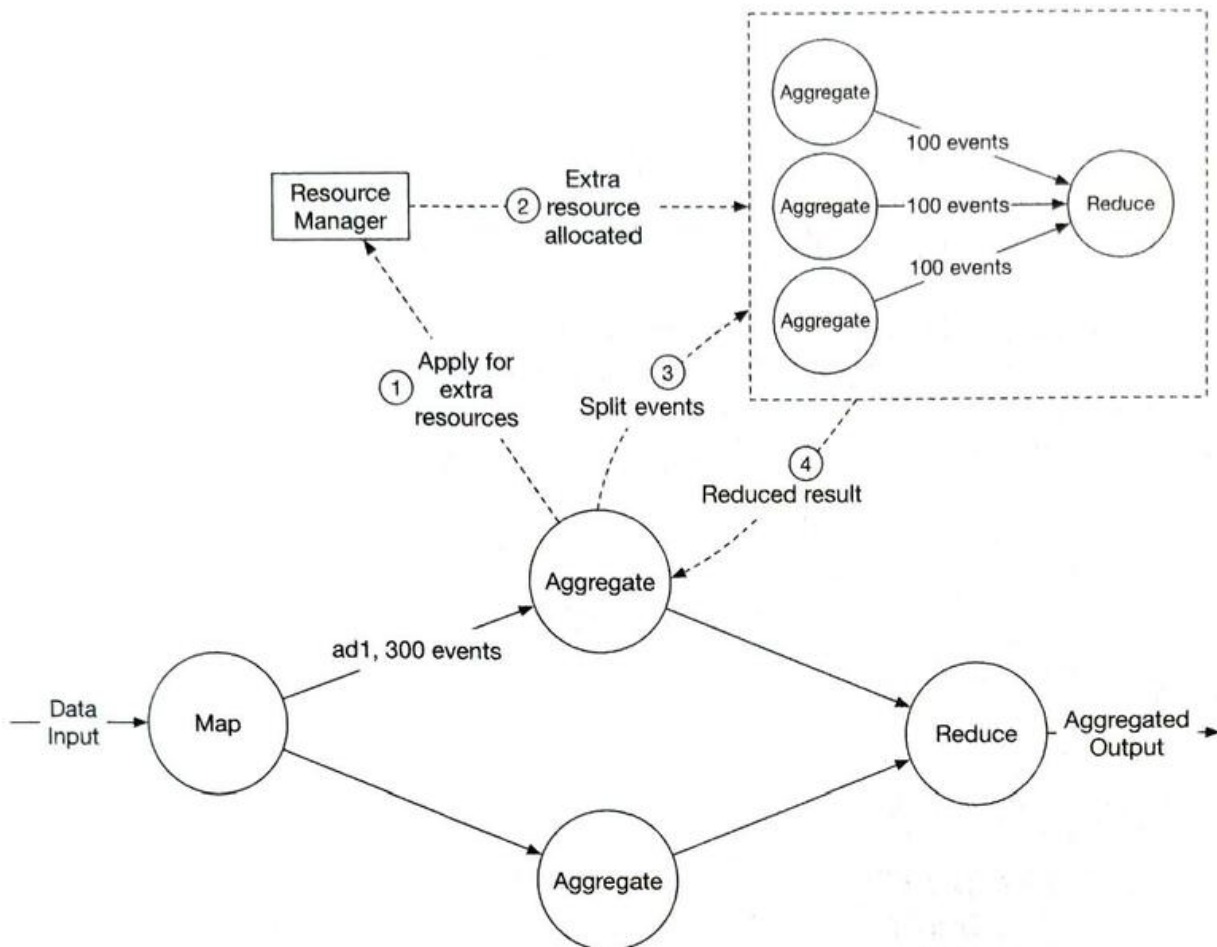 Aggregate
100 events
Resource
Manager
2
Extra
resource
allocated
Aggregate
100 events
Reduce
100 events
Aggregate
1
Apply for
extra
resources
3
Split events
4
Reduced result
Aggregate
ad1, 300 events
Data
Input
Map
Reduce
Aggregated
Output
Aggregate